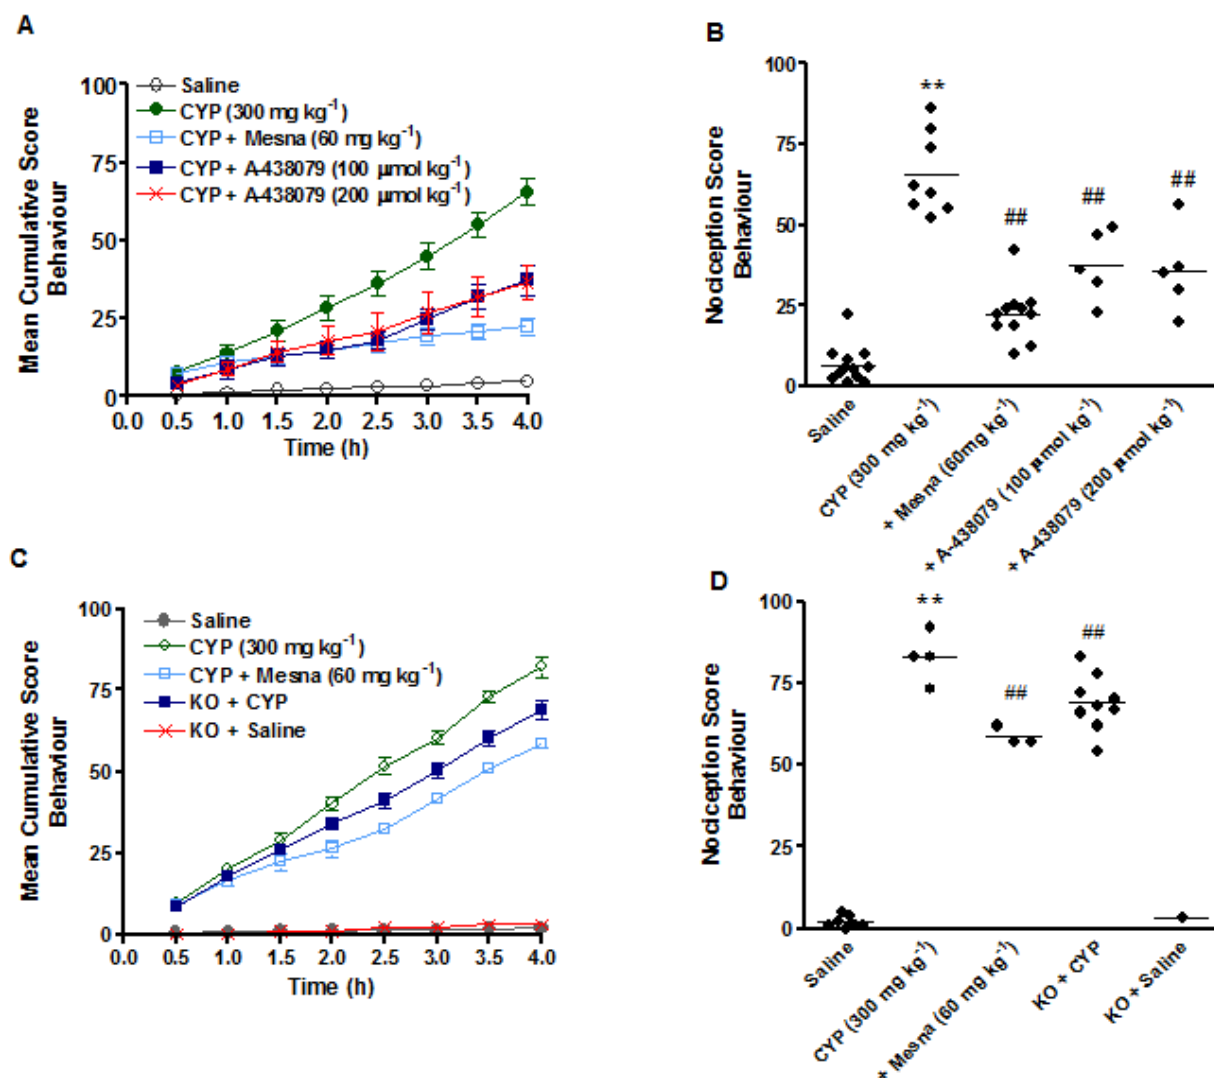 A
Mean Cumulative Score
Behaviour
100
75
50
25
0
Saline
CYP (300 mg kg⁻¹)
CYP + Mesna (60 mg kg⁻¹)
CYP + A-438079 (100 µmol kg⁻¹)
CYP + A-438079 (200 µmol kg⁻¹)
0.0 0.5 1.0 1.5 2.0 2.5 3.0 3.5 4.0
Time (h)
B
Nociception Score
Behaviour
100
75
50
25
0
**
##
##
##
Saline
CYP (300 mg kg⁻¹)
+ Mesna (60mg kg⁻¹)
* A-438079 (100 µmol kg⁻¹)
* A-438079 (200 µmol kg⁻¹)
C
Mean Cumulative Score
Behaviour
100
75
50
25
0
Saline
CYP (300 mg kg⁻¹)
CYP + Mesna (60 mg kg⁻¹)
KO + CYP
KO + Saline
0.0 0.5 1.0 1.5 2.0 2.5 3.0 3.5 4.0
Time (h)
D
Nociception Score
Behaviour
100
75
50
25
0
**
##
##
Saline
CYP (300 mg kg⁻¹)
+ Mesna (60 mg kg⁻¹)
KO + CYP
KO + Saline